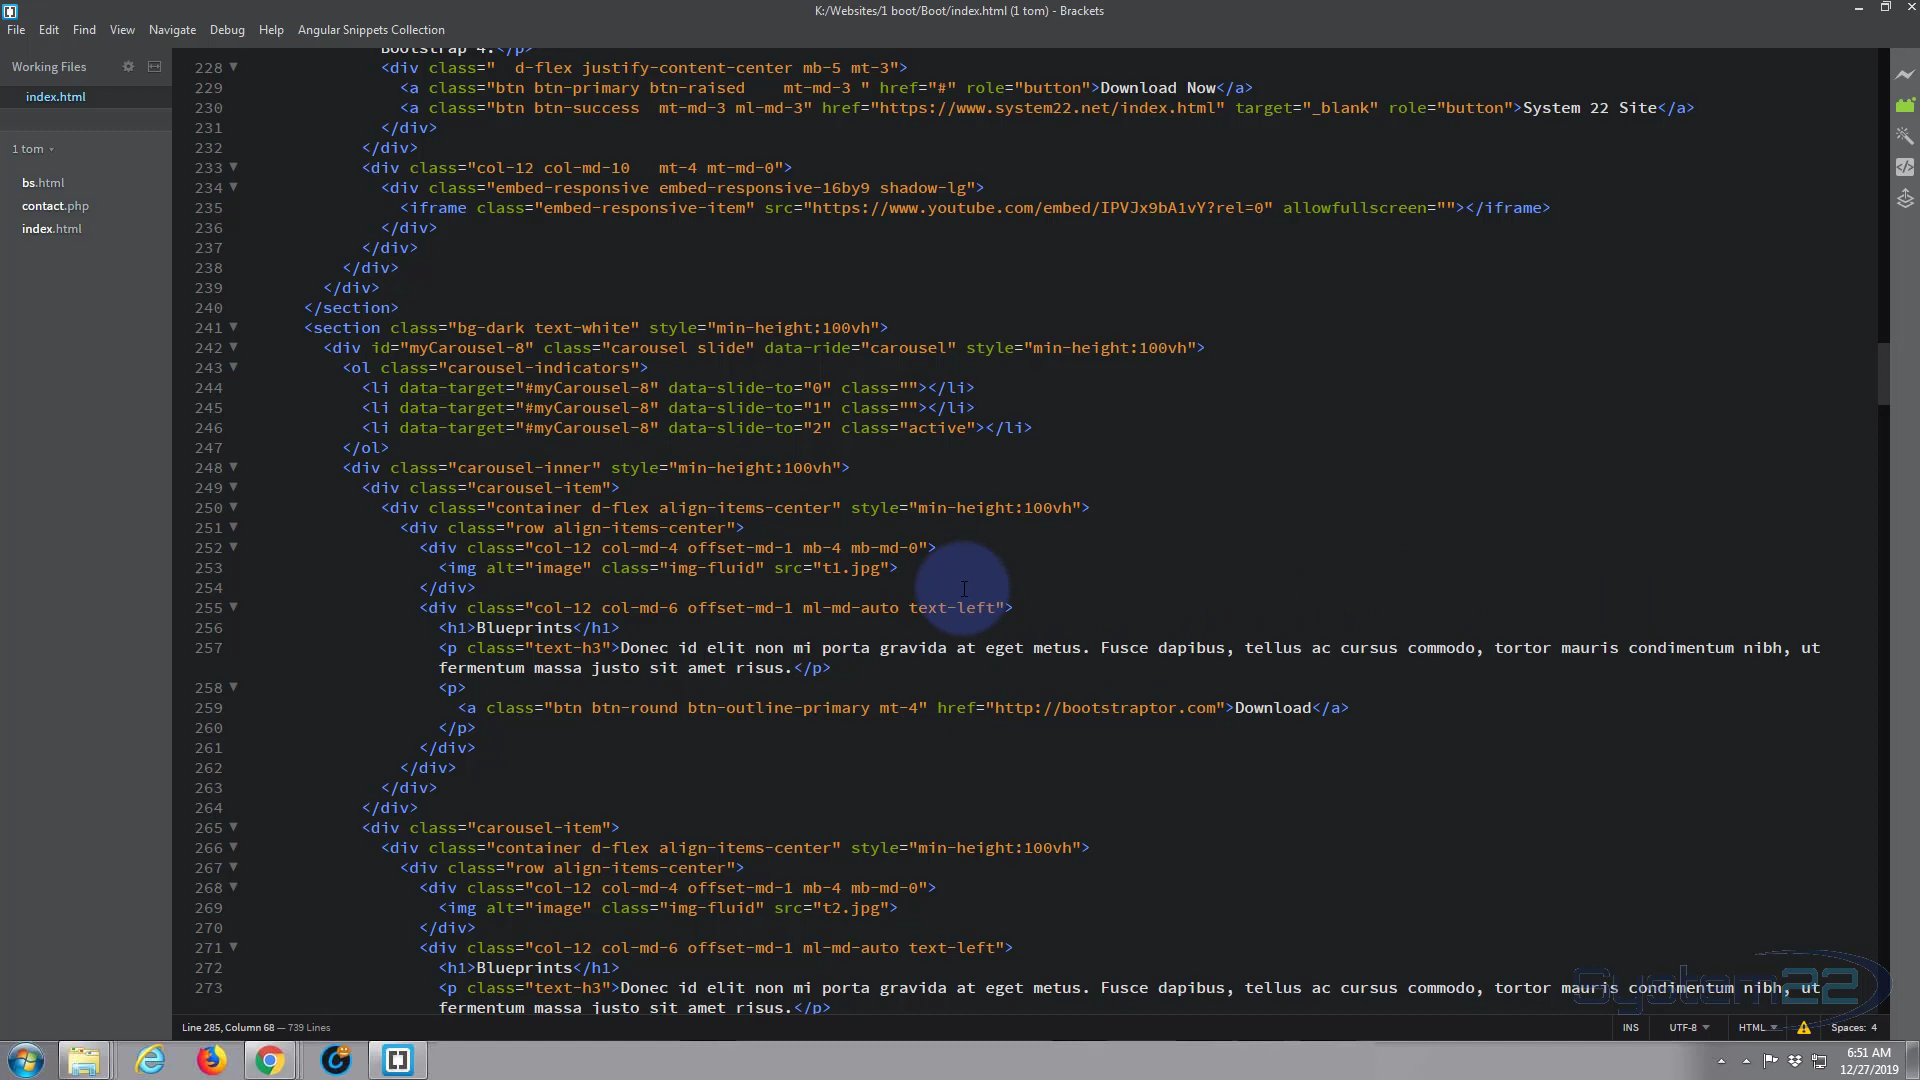 K:/Websites/1 boot/Boot/index.html (1 tom) - Brackets
File Edit Find View Navigate Debug Help Angular Snippets Collection
Working Files
index.html
1 tom
bs.html
contact.php
index.html
Bootstrap 4.</p>
228 <div class="  d-flex justify-content-center mb-5 mt-3">
229 <a class="btn btn-primary btn-raised    mt-md-3 " href="#" role="button">Download Now</a>
230 <a class="btn btn-success  mt-md-3 ml-md-3" href="https://www.system22.net/index.html" target="_blank" role="button">System 22 Site</a>
231 </div>
232 </div>
233 <div class="col-12 col-md-10   mt-4 mt-md-0">
234 <div class="embed-responsive embed-responsive-16by9 shadow-lg">
235 <iframe class="embed-responsive-item" src="https://www.youtube.com/embed/IPVJx9bA1vY?rel=0" allowfullscreen=""></iframe>
236 </div>
237 </div>
238 </div>
239 </div>
240 </section>
241 <section class="bg-dark text-white" style="min-height:100vh">
242 <div id="myCarousel-8" class="carousel slide" data-ride="carousel" style="min-height:100vh">
243 <ol class="carousel-indicators">
244 <li data-target="#myCarousel-8" data-slide-to="0" class=""></li>
245 <li data-target="#myCarousel-8" data-slide-to="1" class=""></li>
246 <li data-target="#myCarousel-8" data-slide-to="2" class="active"></li>
247 </ol>
248 <div class="carousel-inner" style="min-height:100vh">
249 <div class="carousel-item">
250 <div class="container d-flex align-items-center" style="min-height:100vh">
251 <div class="row align-items-center">
252 <div class="col-12 col-md-4 offset-md-1 mb-4 mb-md-0">
253 <img alt="image" class="img-fluid" src="t1.jpg">
254 </div>
255 <div class="col-12 col-md-6 offset-md-1 ml-md-auto text-left">
256 <h1>Blueprints</h1>
257 <p class="text-h3">Donec id elit non mi porta gravida at eget metus. Fusce dapibus, tellus ac cursus commodo, tortor mauris condimentum nibh, ut
fermentum massa justo sit amet risus.</p>
258 <p>
259 <a class="btn btn-round btn-outline-primary mt-4" href="http://bootstraptor.com">Download</a>
260 </p>
261 </div>
262 </div>
263 </div>
264 </div>
265 <div class="carousel-item">
266 <div class="container d-flex align-items-center" style="min-height:100vh">
267 <div class="row align-items-center">
268 <div class="col-12 col-md-4 offset-md-1 mb-4 mb-md-0">
269 <img alt="image" class="img-fluid" src="t2.jpg">
270 </div>
271 <div class="col-12 col-md-6 offset-md-1 ml-md-auto text-left">
272 <h1>Blueprints</h1>
273 <p class="text-h3">Donec id elit non mi porta gravida at eget metus. Fusce dapibus, tellus ac cursus commodo, tortor mauris condimentum nibh, ut
fermentum massa justo sit amet risus.</p>
System22
Line 285, Column 68 — 739 Lines
INS UTF-8 HTML Spaces: 4
6:51 AM
12/27/2019